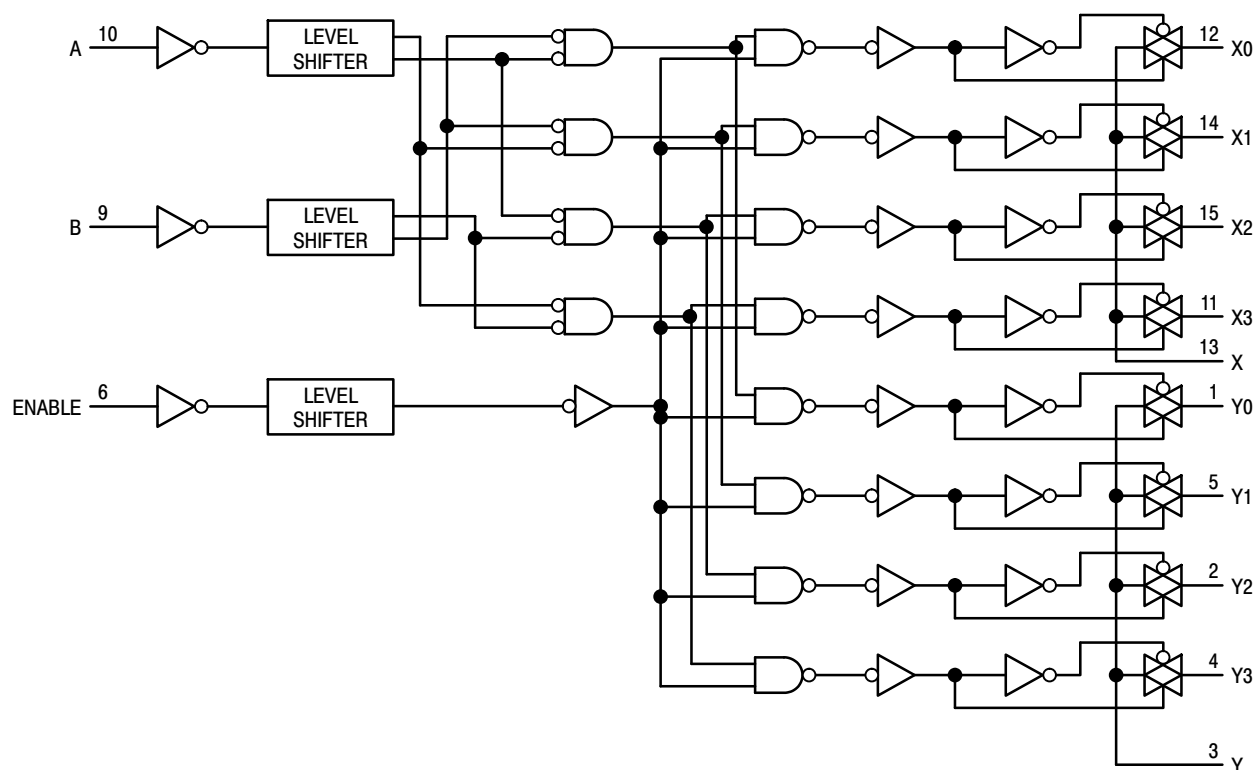 A 10
LEVEL
SHIFTER
12 X0
14 X1
B 9
LEVEL
SHIFTER
15 X2
11 X3
13 X
ENABLE 6
LEVEL
SHIFTER
1 Y0
5 Y1
2 Y2
4 Y3
3 Y